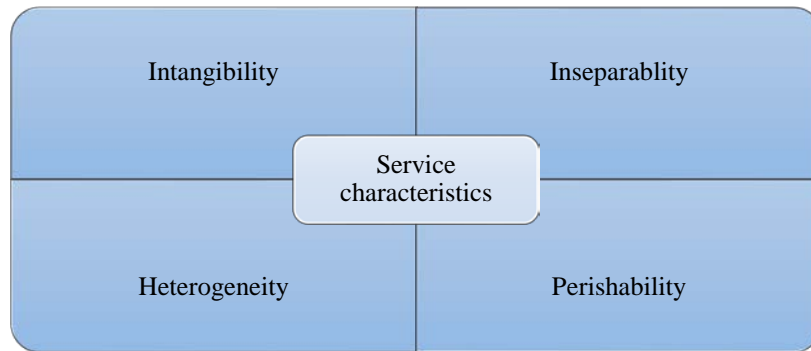 Intangibility
Inseparablity
Service
characteristics
Heterogeneity
Perishability